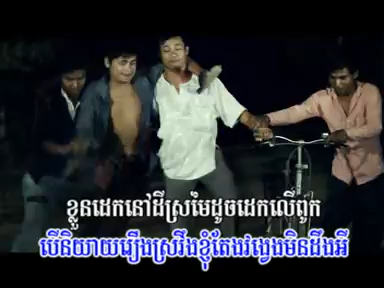 ខ្លួនដេកនៅដីស្រមៃដូចដេកលើពូក
បើនិយាយរឿងស្រវឹងខ្ញុំតែងវង្វេងមិនដឹងអី